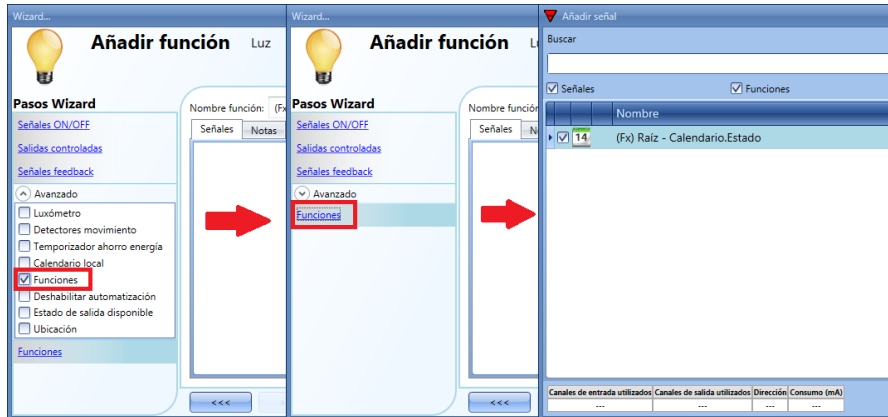 Wizard...
Añadir función Luz
Pasos Wizard
Señales ON/OFF
Salidas controladas
Señales feedback
Avanzado
Luxómetro
Detectores movimiento
Temporizador ahorro energía
Calendario local
Funciones
Deshabilitar automatización
Estado de salida disponible
Ubicación
Funciones
Nombre función: (Fx
Señales Notas
<<<
Wizard...
Añadir función
Pasos Wizard
Señales ON/OFF
Salidas controladas
Señales feedback
Avanzado
Funciones
Nombre función
Señales
<<<
Añadir señal
Buscar
Señales Funciones
Nombre
14 (Fx) Raíz - Calendario.Estado
Canales de entrada utilizados Canales de salida utilizados Dirección Consumo (mA)
--- --- --- ---